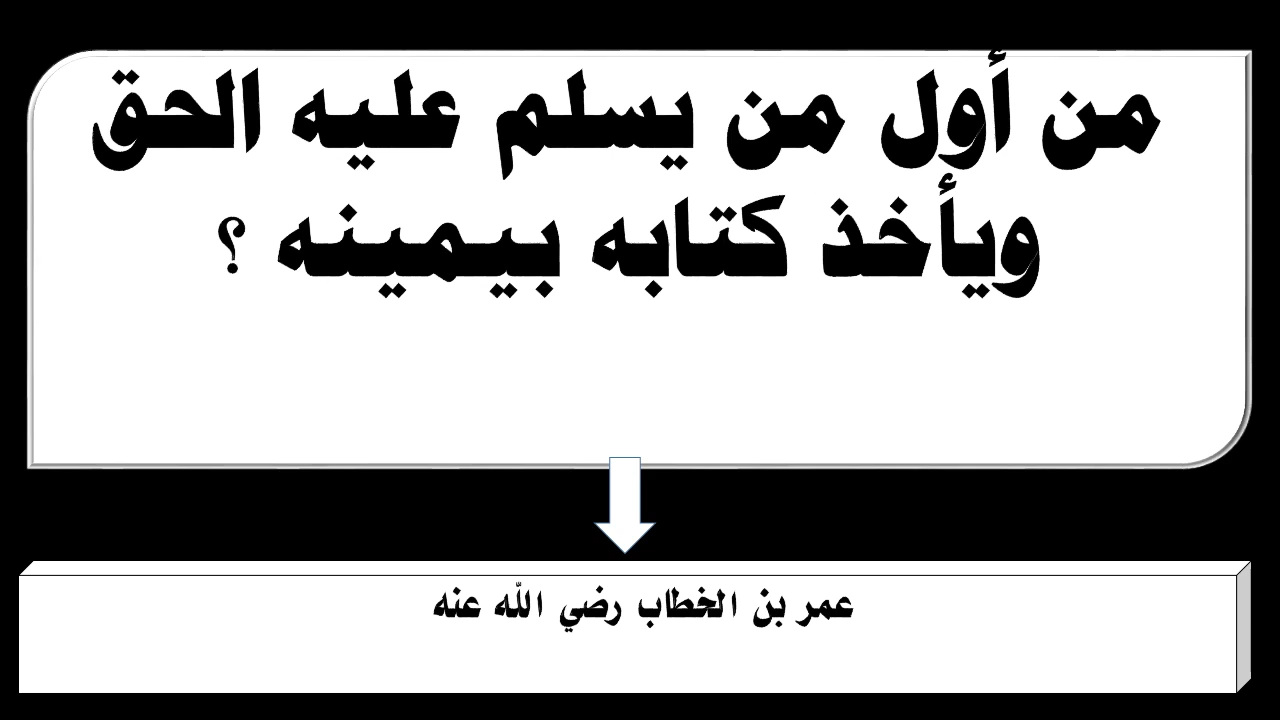 من أول من يسلم عليه الحق
ويأخذ كتابه بيمينه ؟
عمر بن الخطاب رضي الله عنه